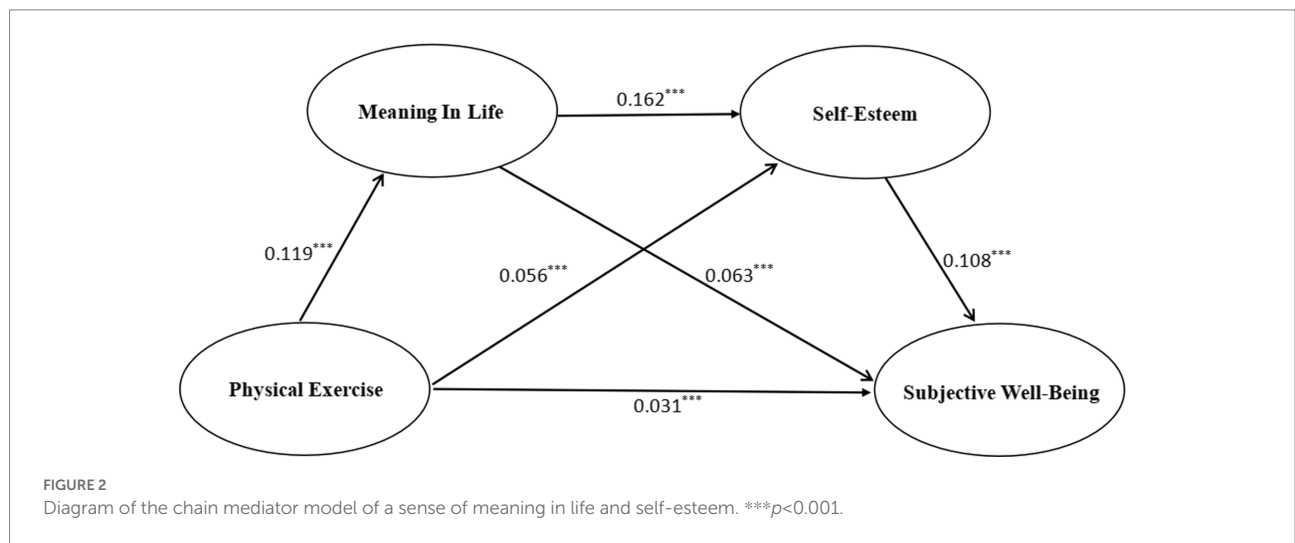 0.162***
Meaning In Life
Self-Esteem
0.119***
0.056***
0.063***
0.108***
Physical Exercise
Subjective Well-Being
0.031***
FIGURE 2
Diagram of the chain mediator model of a sense of meaning in life and self-esteem. ***p<0.001.